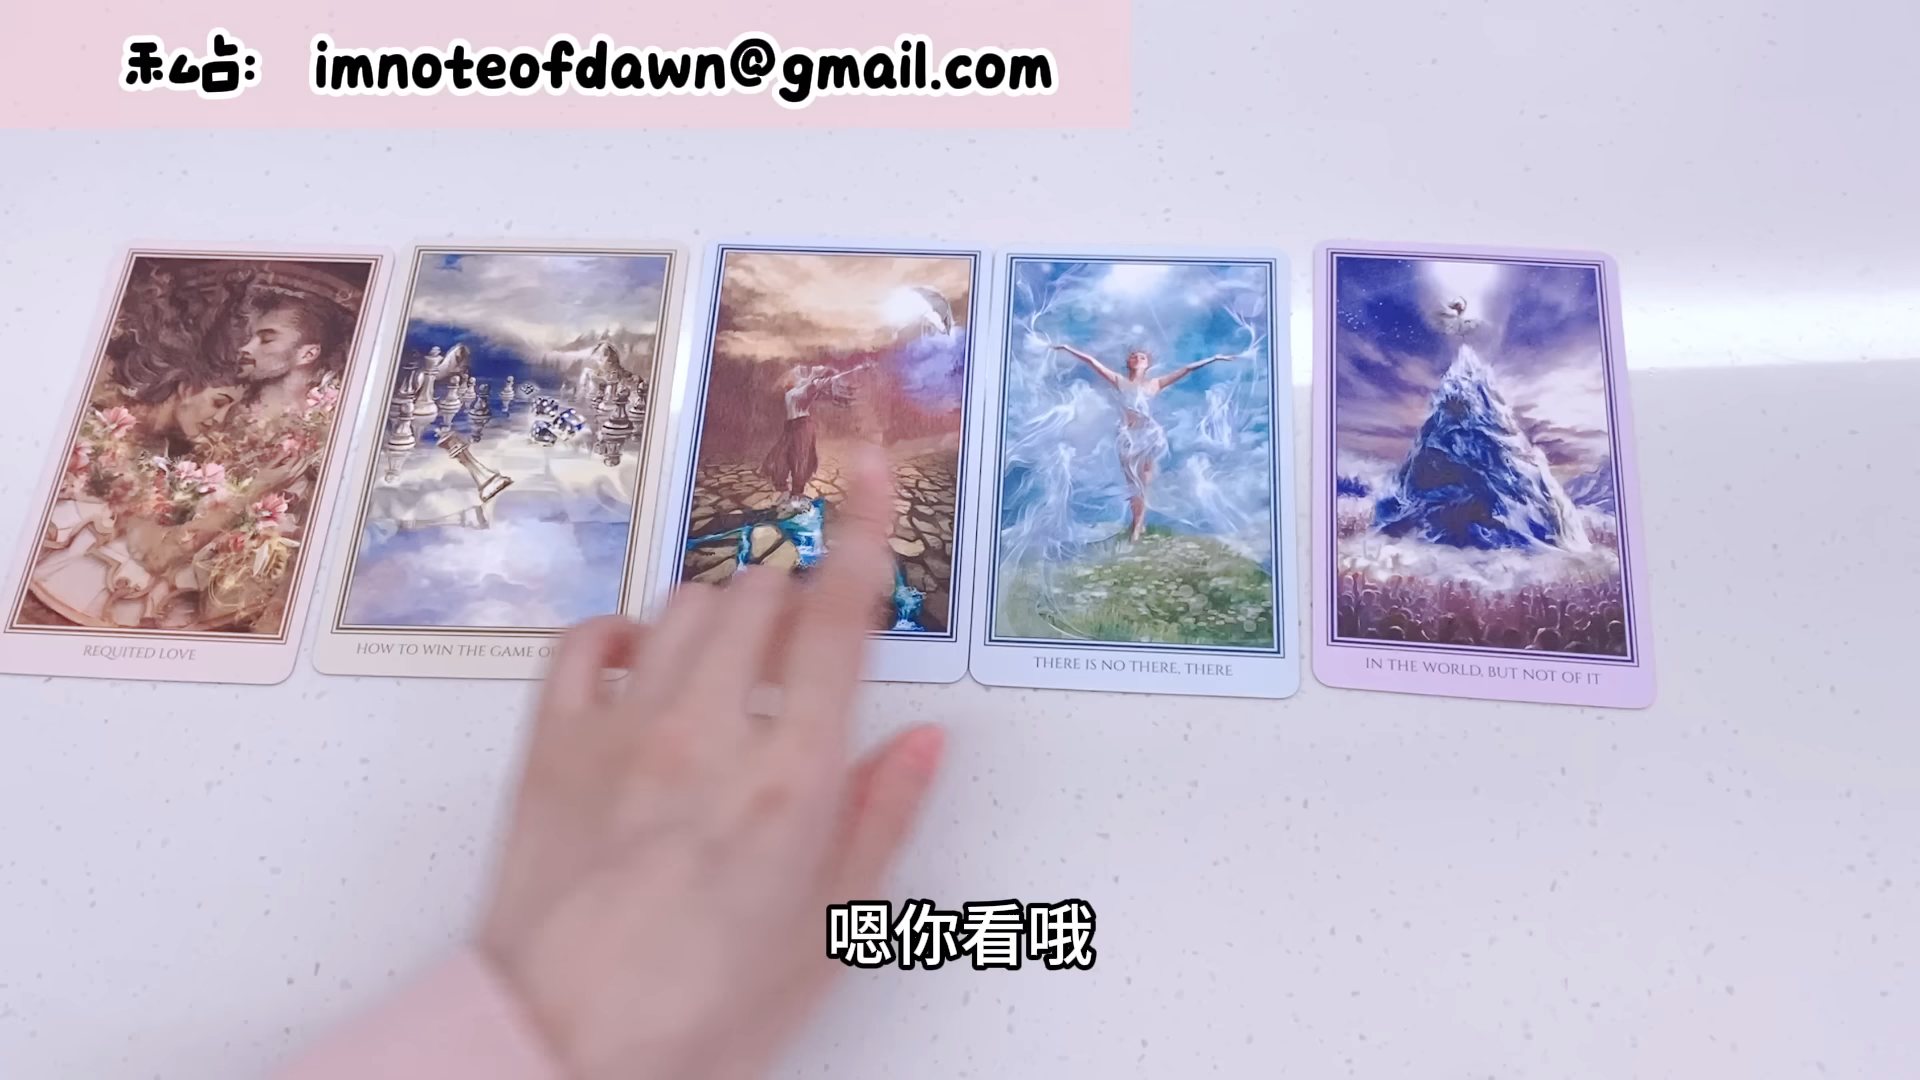 私占: imnoteofdawn@gmail.com
REQUITED LOVE
HOW TO WIN THE GAME OF
THERE IS NO THERE, THERE
IN THE WORLD, BUT NOT OF IT
嗯你看哦